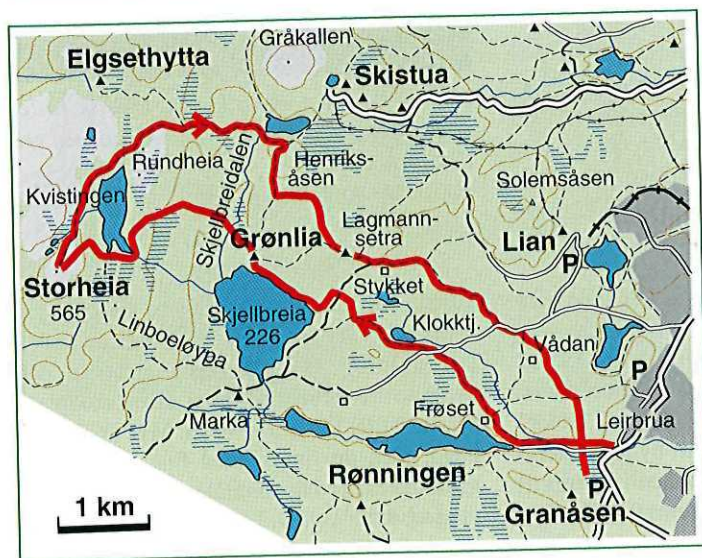 Gråkallen
Elgsethytta
Skistua
Rundheia
Henriks-
åsen
Kvistingen
Skjellbreidalen
Solemsåsen
Lagmann-
setra
Grønlia
Lian
P
Storheia
565
Stykket
Skjellbreia
226
Klokktj.
Linboeløypa
Vådan
P
Marka
Frøset
Leirbrua
Rønningen
P
1 km
Granåsen